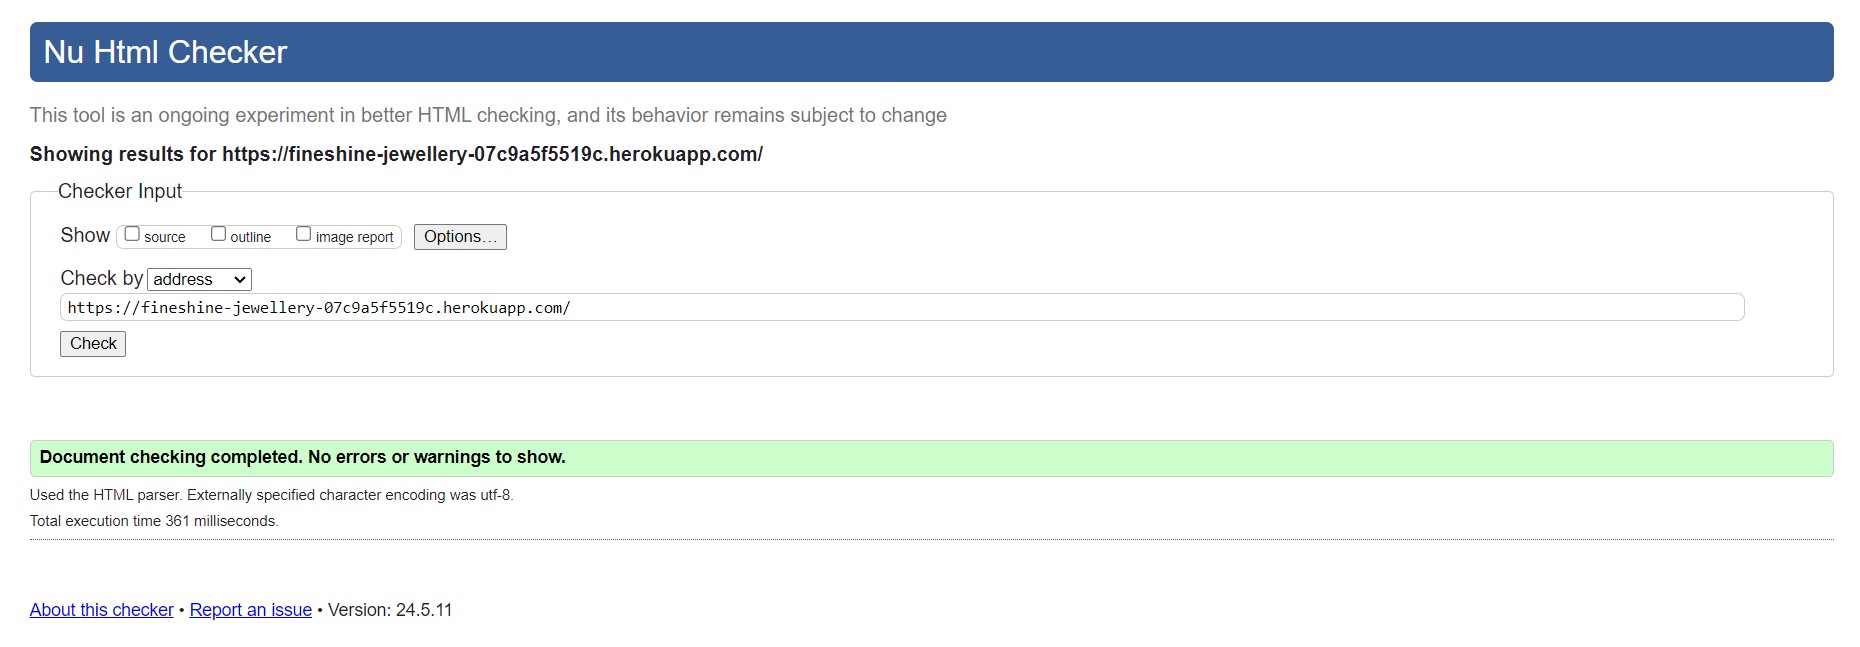 Nu Html Checker
This tool is an ongoing experiment in better HTML checking, and its behavior remains subject to change
Showing results for https://fineshine-jewellery-07c9a5f5519c.herokuapp.com/
Checker Input
Show source outline image report Options...
Check by address
https://fineshine-jewellery-07c9a5f5519c.herokuapp.com/
Check
Document checking completed. No errors or warnings to show.
Used the HTML parser. Externally specified character encoding was utf-8.
Total execution time 361 milliseconds.
About this checker • Report an issue • Version: 24.5.11